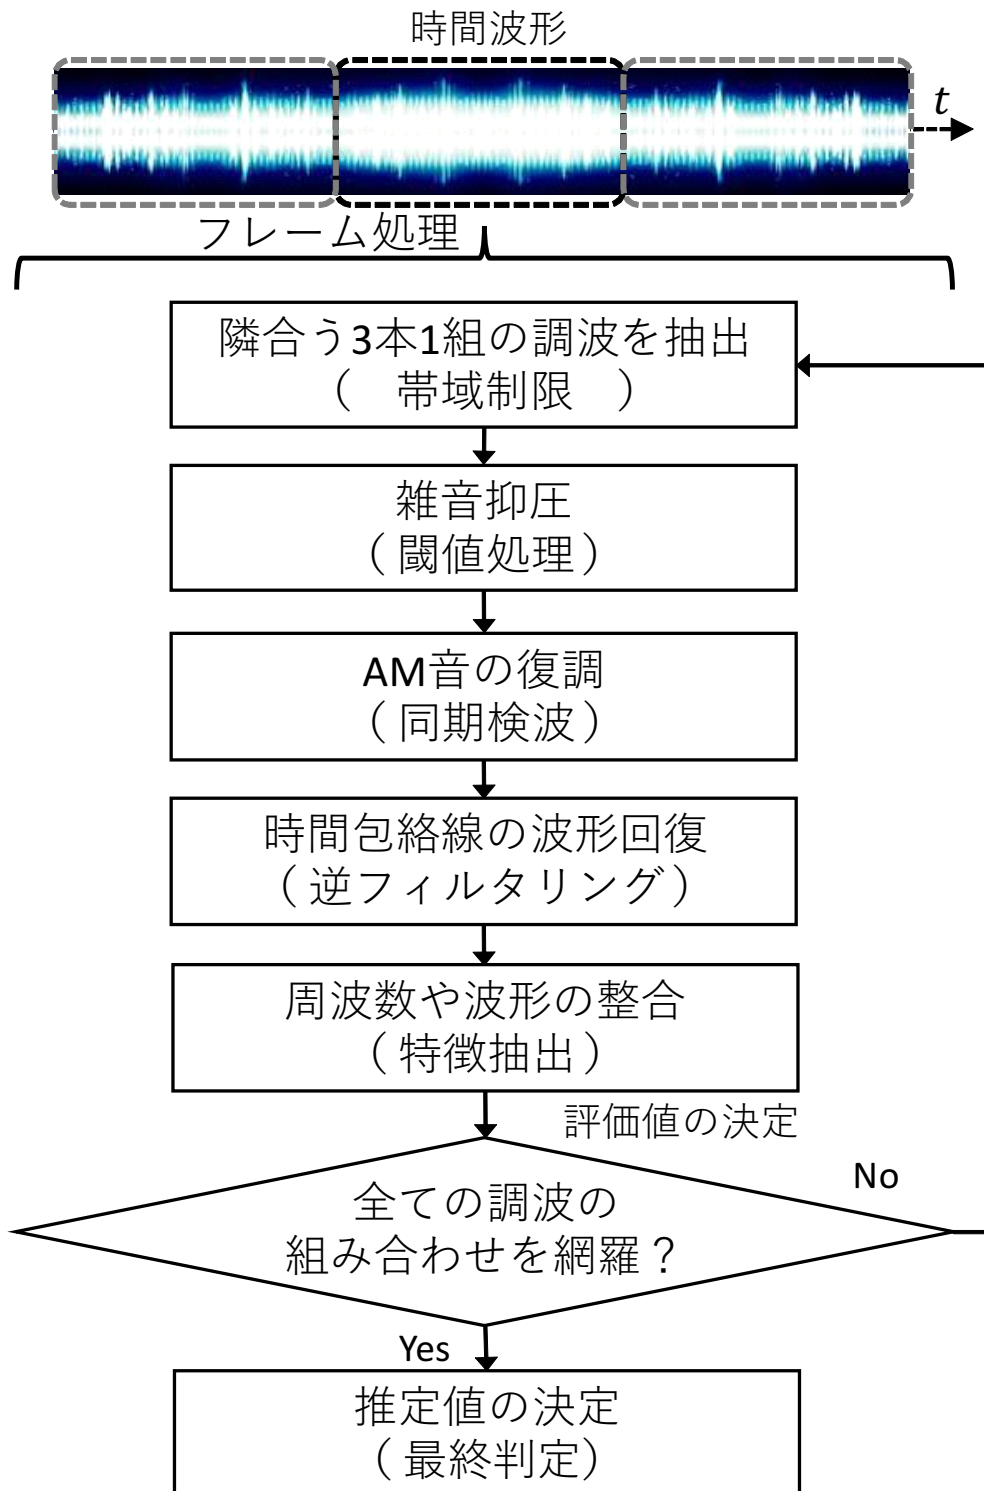 時間波形
t
フレーム処理
隣合う3本1組の調波を抽出
（　帯域制限　）
雑音抑圧
（閾値処理）
AM音の復調
（同期検波）
時間包絡線の波形回復
（逆フィルタリング）
周波数や波形の整合
（特徴抽出）
評価値の決定
No
全ての調波の
組み合わせを網羅？
Yes
推定値の決定
（最終判定）